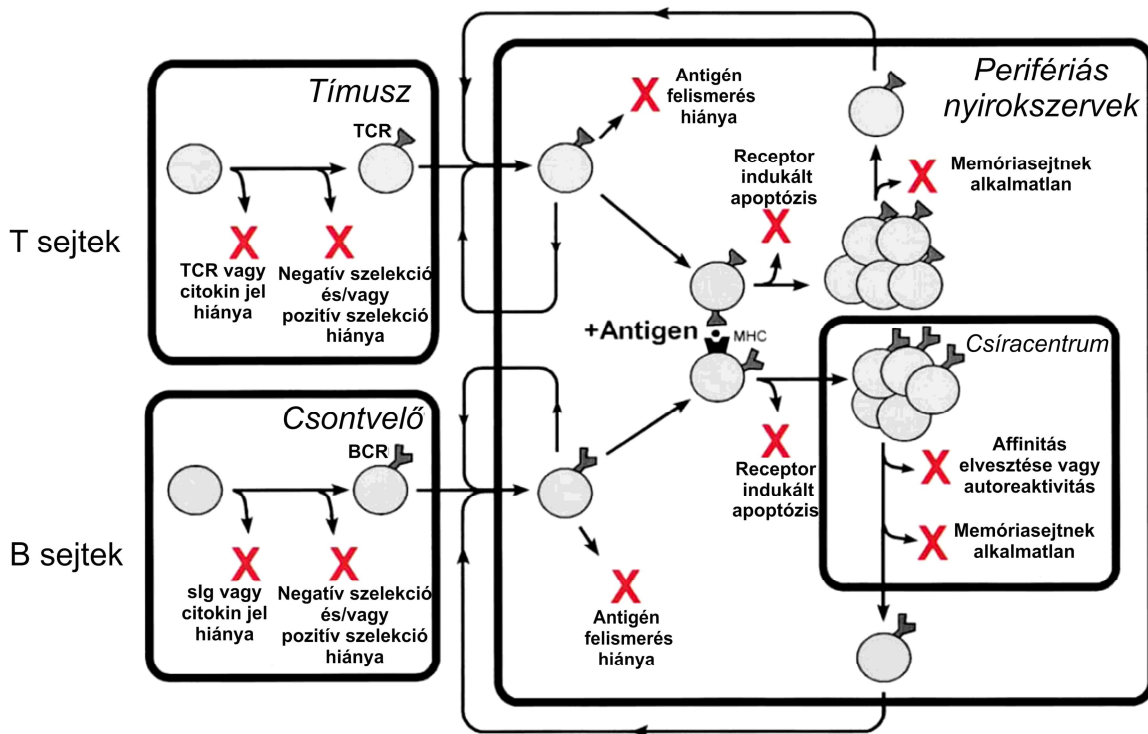 Tímusz
TCR
TCR vagy
citokin jel
hiánya
Negatív szelekció
és/vagy
pozitív szelekció
hiánya
T sejtek
Perifériás
nyirokszervek
Antigén
felismerés
hiánya
Receptor
indukált
apoptózis
Memóriasejtnek
alkalmatlan
+Antigen
MHC
Csíracentrum
Csontvelő
BCR
sIg vagy
citokin jel
hiánya
Negatív szelekció
és/vagy
pozitív szelekció
hiánya
B sejtek
Antigén
felismerés
hiánya
Receptor
indukált
apoptózis
Affinitás
elvesztése vagy
autoreaktivitás
Memóriasejtnek
alkalmatlan